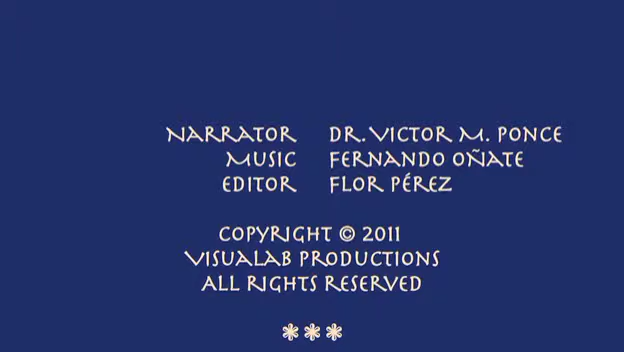 Narrator Dr. Victor M. Ponce
Music Fernando Oñate
Editor Flor Pérez
Copyright © 2011
Visualab Productions
All rights reserved
***